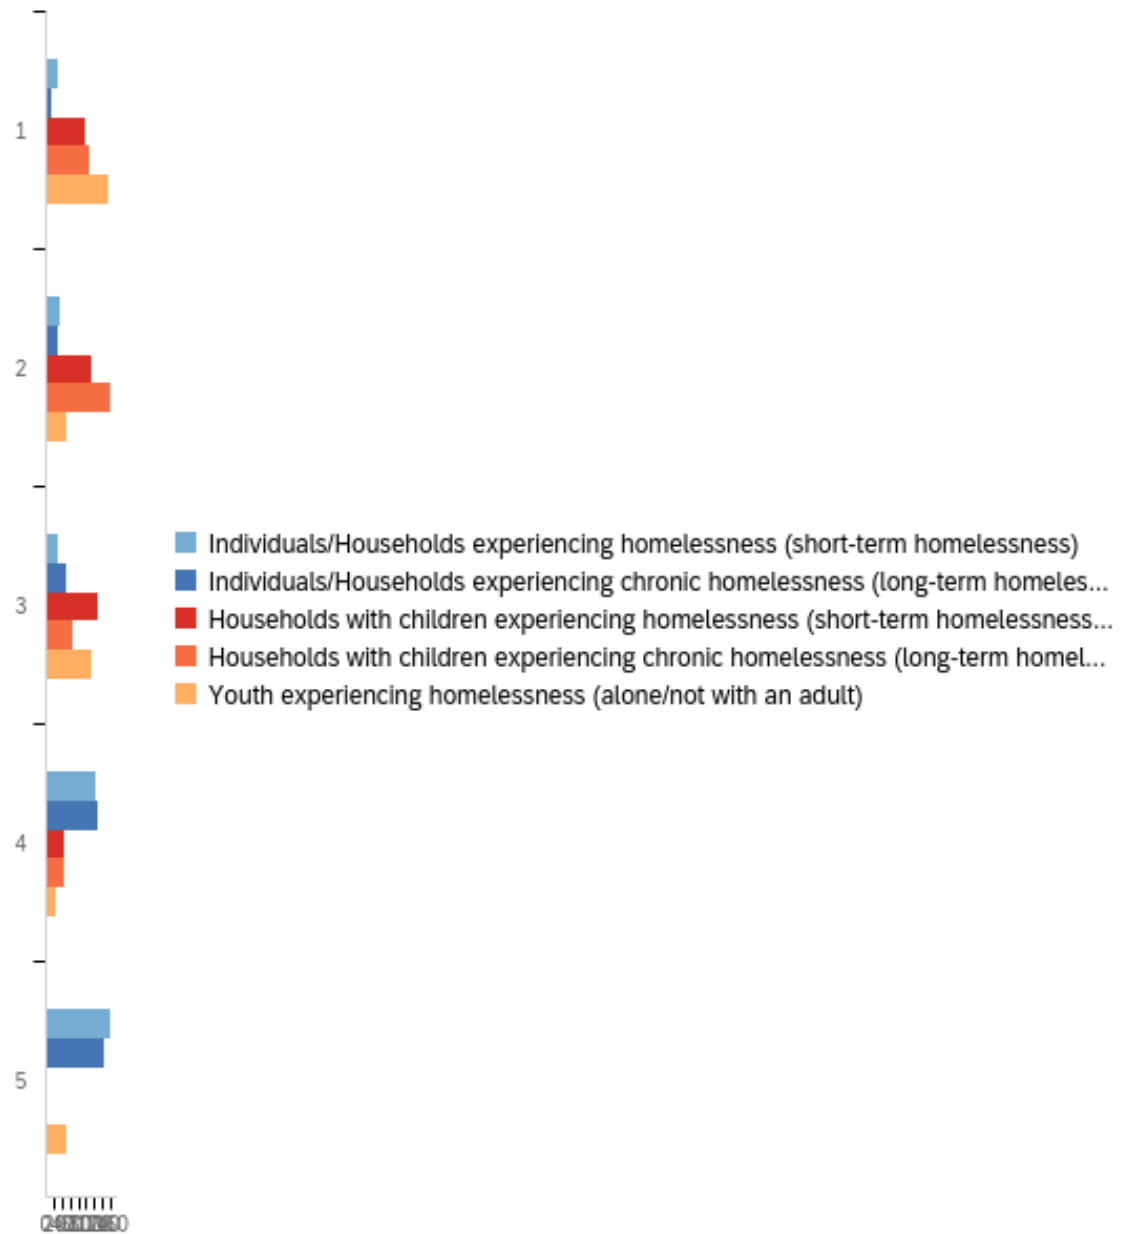 1
2
3
Individuals/Households experiencing homelessness (short-term homelessness)
Individuals/Households experiencing chronic homelessness (long-term homeles...
Households with children experiencing homelessness (short-term homelessness...
Households with children experiencing chronic homelessness (long-term homel...
Youth experiencing homelessness (alone/not with an adult)
4
5